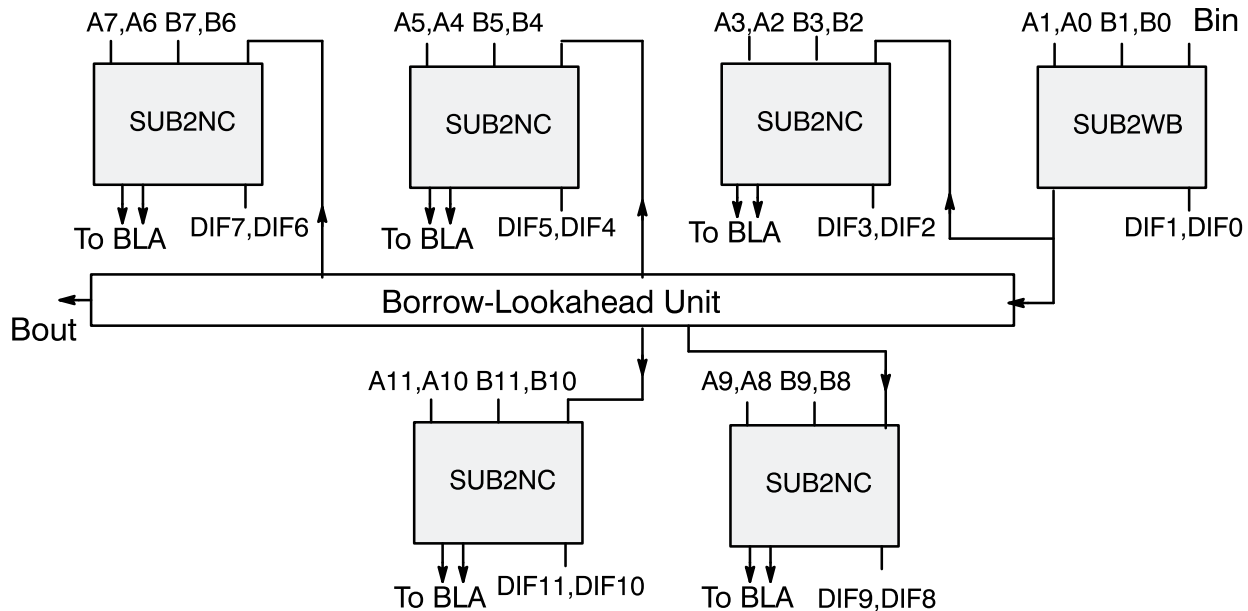 A7,A6 B7,B6
A5,A4 B5,B4
A3,A2 B3,B2
A1,A0 B1,B0
Bin
SUB2NC
SUB2NC
SUB2NC
SUB2WB
To BLA
DIF7,DIF6
To BLA
DIF5,DIF4
To BLA
DIF3,DIF2
DIF1,DIF0
Borrow-Lookahead Unit
Bout
A11,A10 B11,B10
A9,A8 B9,B8
SUB2NC
SUB2NC
To BLA
DIF11,DIF10
To BLA
DIF9,DIF8